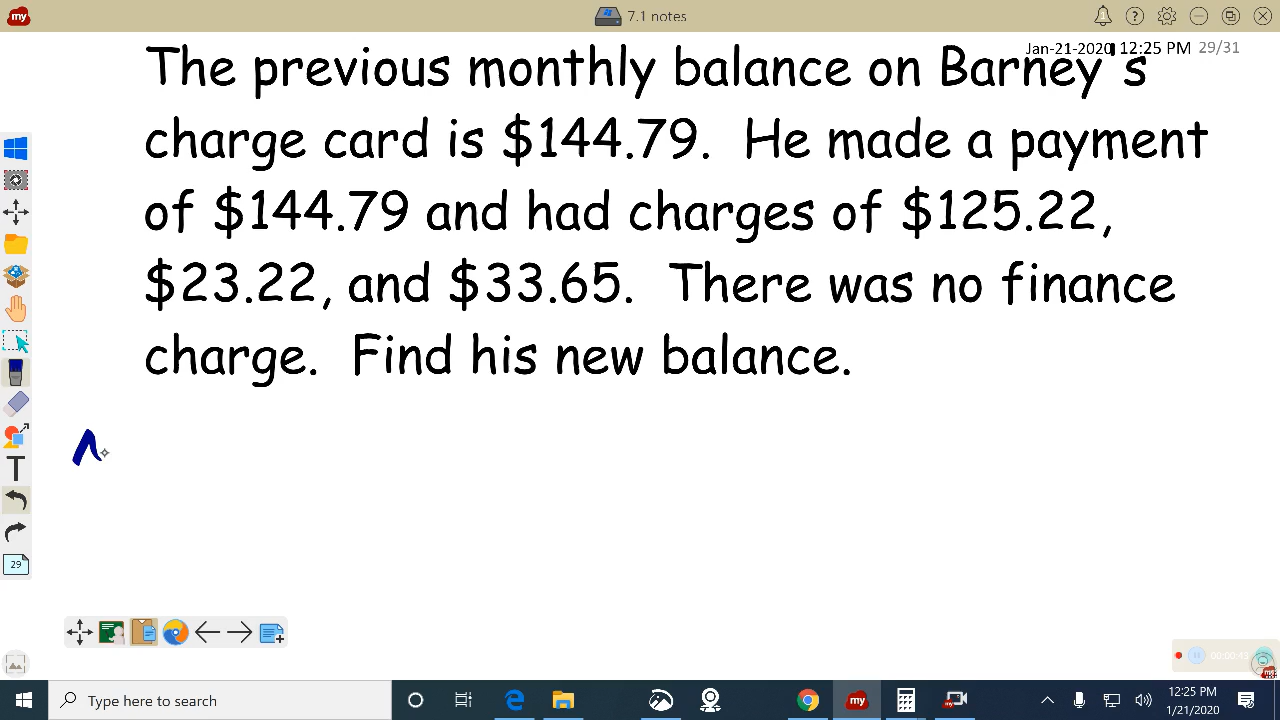 my
7.1 notes
Jan-21-2020 12:25 PM 29/31
The previous monthly balance on Barney's
charge card is $144.79. He made a payment
of $144.79 and had charges of $125.22,
$23.22, and $33.65. There was no finance
charge. Find his new balance.
T
29
Type here to search
my
12:25 PM
1/21/2020